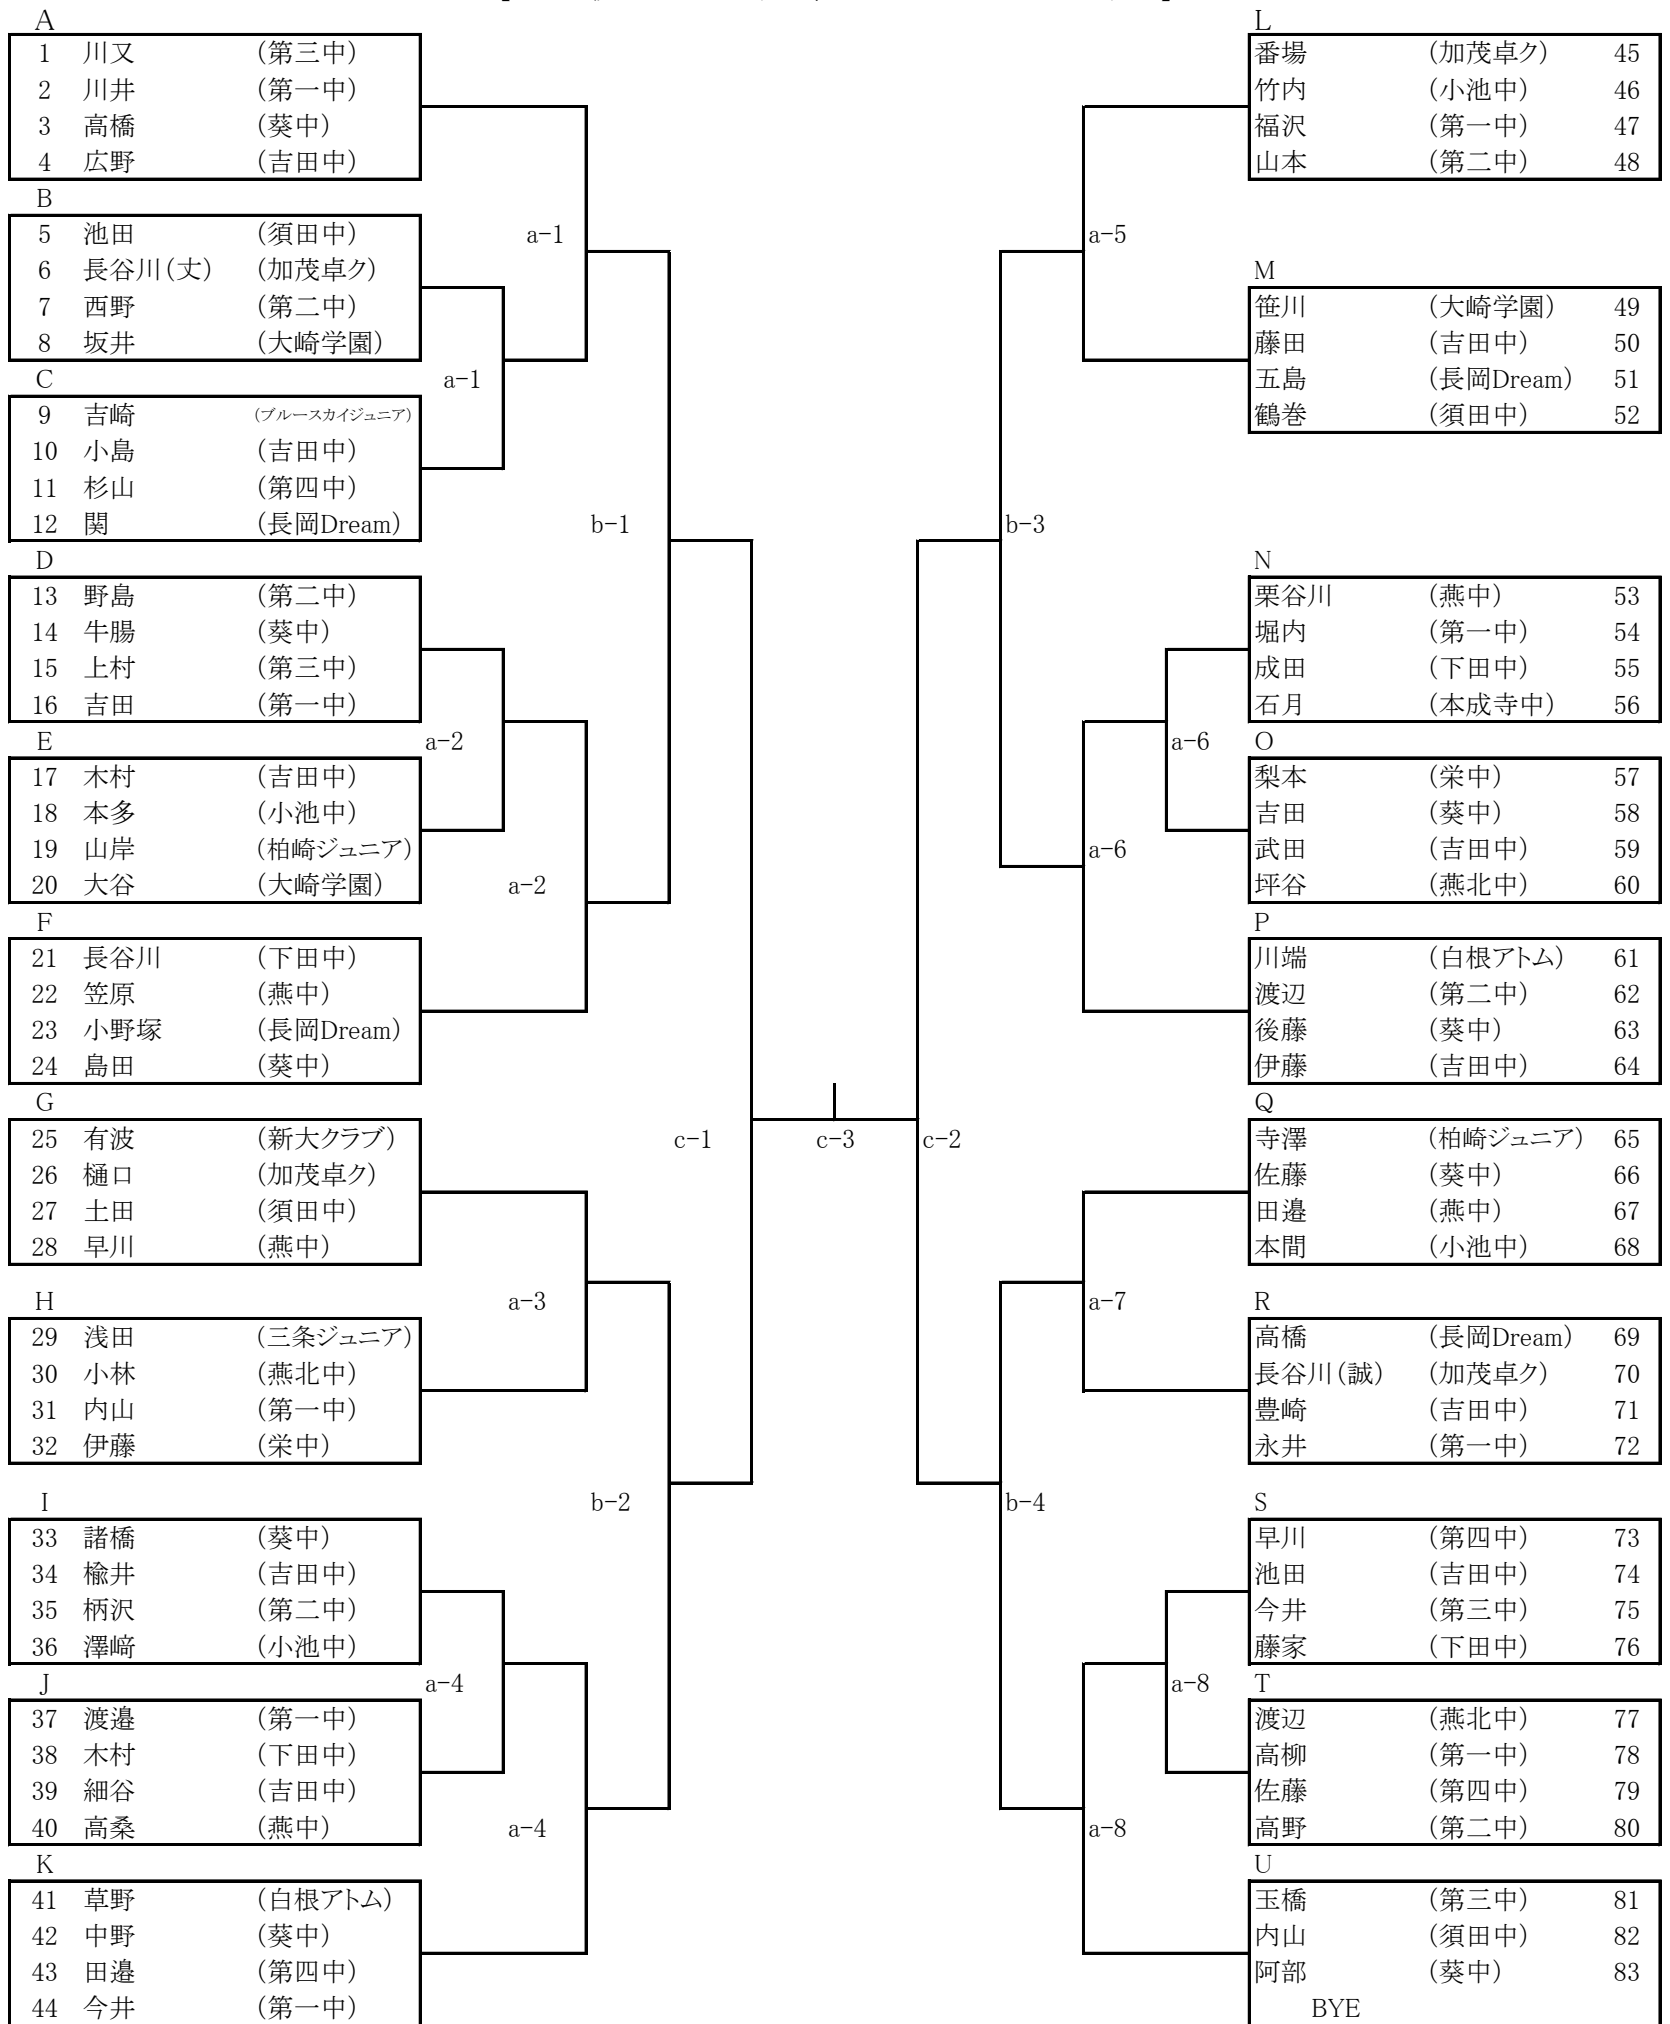 A
1 川又 (第三中)
2 川井 (第一中)
3 高橋 (葵中)
4 広野 (吉田中)
B
5 池田 (須田中)
6 長谷川(丈) (加茂卓ク)
7 西野 (第二中)
8 坂井 (大崎学園)
C
9 吉崎 (ブルースカイジュニア)
10 小島 (吉田中)
11 杉山 (第四中)
12 関 (長岡Dream)
D
13 野島 (第二中)
14 牛腸 (葵中)
15 上村 (第三中)
16 吉田 (第一中)
E
17 木村 (吉田中)
18 本多 (小池中)
19 山岸 (柏崎ジュニア)
20 大谷 (大崎学園)
F
21 長谷川 (下田中)
22 笠原 (燕中)
23 小野塚 (長岡Dream)
24 島田 (葵中)
G
25 有波 (新大クラブ)
26 樋口 (加茂卓ク)
27 土田 (須田中)
28 早川 (燕中)
H
29 浅田 (三条ジュニア)
30 小林 (燕北中)
31 内山 (第一中)
32 伊藤 (栄中)
I
33 諸橋 (葵中)
34 楡井 (吉田中)
35 柄沢 (第二中)
36 澤﨑 (小池中)
J
37 渡邉 (第一中)
38 木村 (下田中)
39 細谷 (吉田中)
40 高桑 (燕中)
K
41 草野 (白根アトム)
42 中野 (葵中)
43 田邉 (第四中)
44 今井 (第一中)
a-1
a-1
a-2
a-2
a-3
a-4
a-4
b-1
b-2
c-1
c-3
c-2
b-3
b-4
a-5
a-6
a-6
a-7
a-8
a-8
L
番場 (加茂卓ク) 45
竹内 (小池中) 46
福沢 (第一中) 47
山本 (第二中) 48
M
笹川 (大崎学園) 49
藤田 (吉田中) 50
五島 (長岡Dream) 51
鶴巻 (須田中) 52
N
栗谷川 (燕中) 53
堀内 (第一中) 54
成田 (下田中) 55
石月 (本成寺中) 56
O
梨本 (栄中) 57
吉田 (葵中) 58
武田 (吉田中) 59
坪谷 (燕北中) 60
P
川端 (白根アトム) 61
渡辺 (第二中) 62
後藤 (葵中) 63
伊藤 (吉田中) 64
Q
寺澤 (柏崎ジュニア) 65
佐藤 (葵中) 66
田邉 (燕中) 67
本間 (小池中) 68
R
高橋 (長岡Dream) 69
長谷川(誠) (加茂卓ク) 70
豊崎 (吉田中) 71
永井 (第一中) 72
S
早川 (第四中) 73
池田 (吉田中) 74
今井 (第三中) 75
藤家 (下田中) 76
T
渡辺 (燕北中) 77
高柳 (第一中) 78
佐藤 (第四中) 79
高野 (第二中) 80
U
玉橋 (第三中) 81
内山 (須田中) 82
阿部 (葵中) 83
BYE